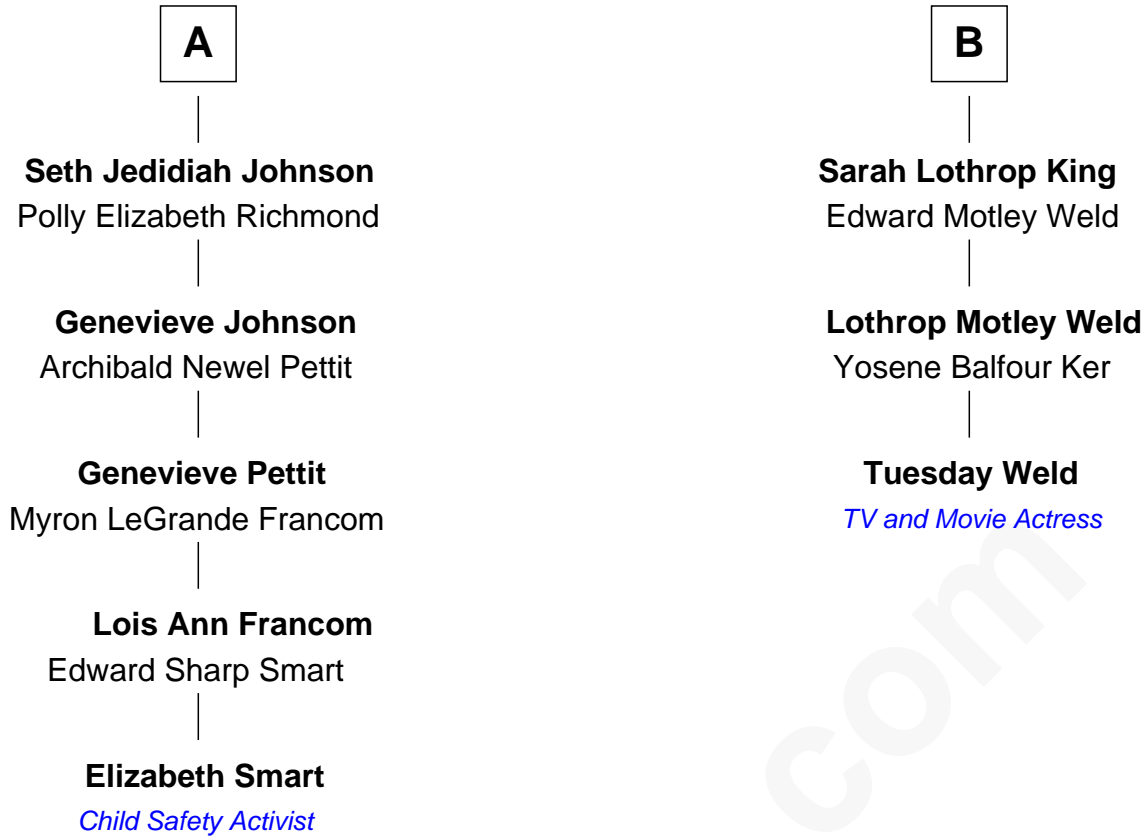 A
Seth Jedidiah Johnson
Polly Elizabeth Richmond
Genevieve Johnson
Archibald Newel Pettit
Genevieve Pettit
Myron LeGrande Francom
Lois Ann Francom
Edward Sharp Smart
Elizabeth Smart
Child Safety Activist
B
Sarah Lothrop King
Edward Motley Weld
Lothrop Motley Weld
Yosene Balfour Ker
Tuesday Weld
TV and Movie Actress
com